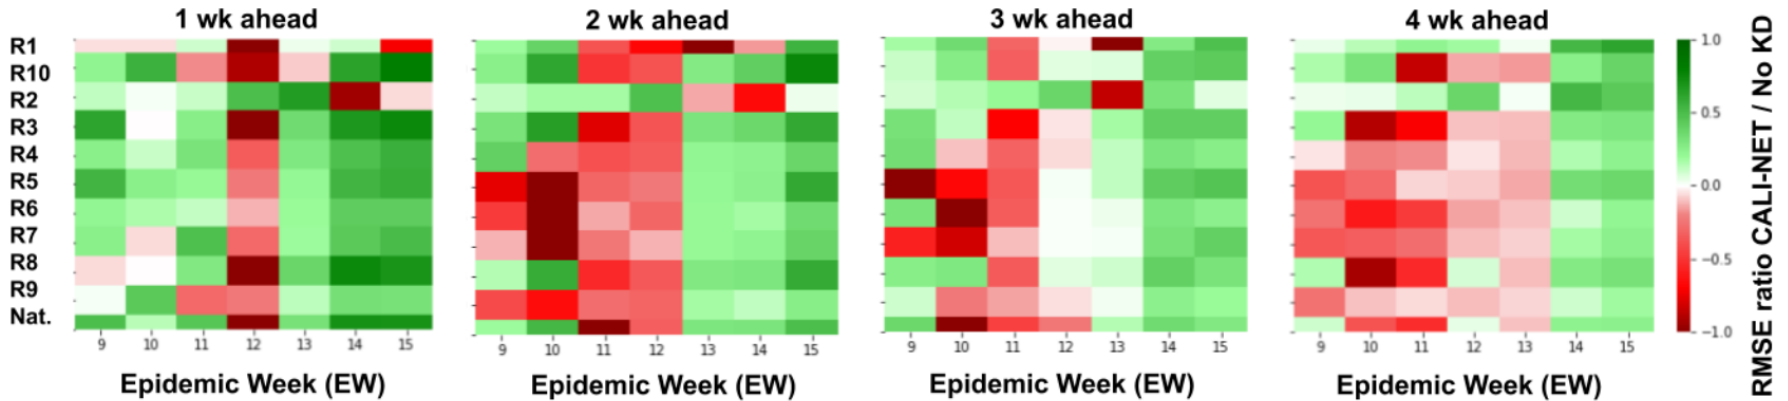 1 wk ahead
2 wk ahead
3 wk ahead
4 wk ahead
R1
R10
R2
R3
R4
R5
R6
R7
R8
R9
Nat.
9 10 11 12 13 14 15
9 10 11 12 13 14 15
9 10 11 12 13 14 15
9 10 11 12 13 14 15
Epidemic Week (EW)
Epidemic Week (EW)
Epidemic Week (EW)
Epidemic Week (EW)
1.0
0.5
0.0
−0.5
−1.0
RMSE ratio CALI-NET / No KD